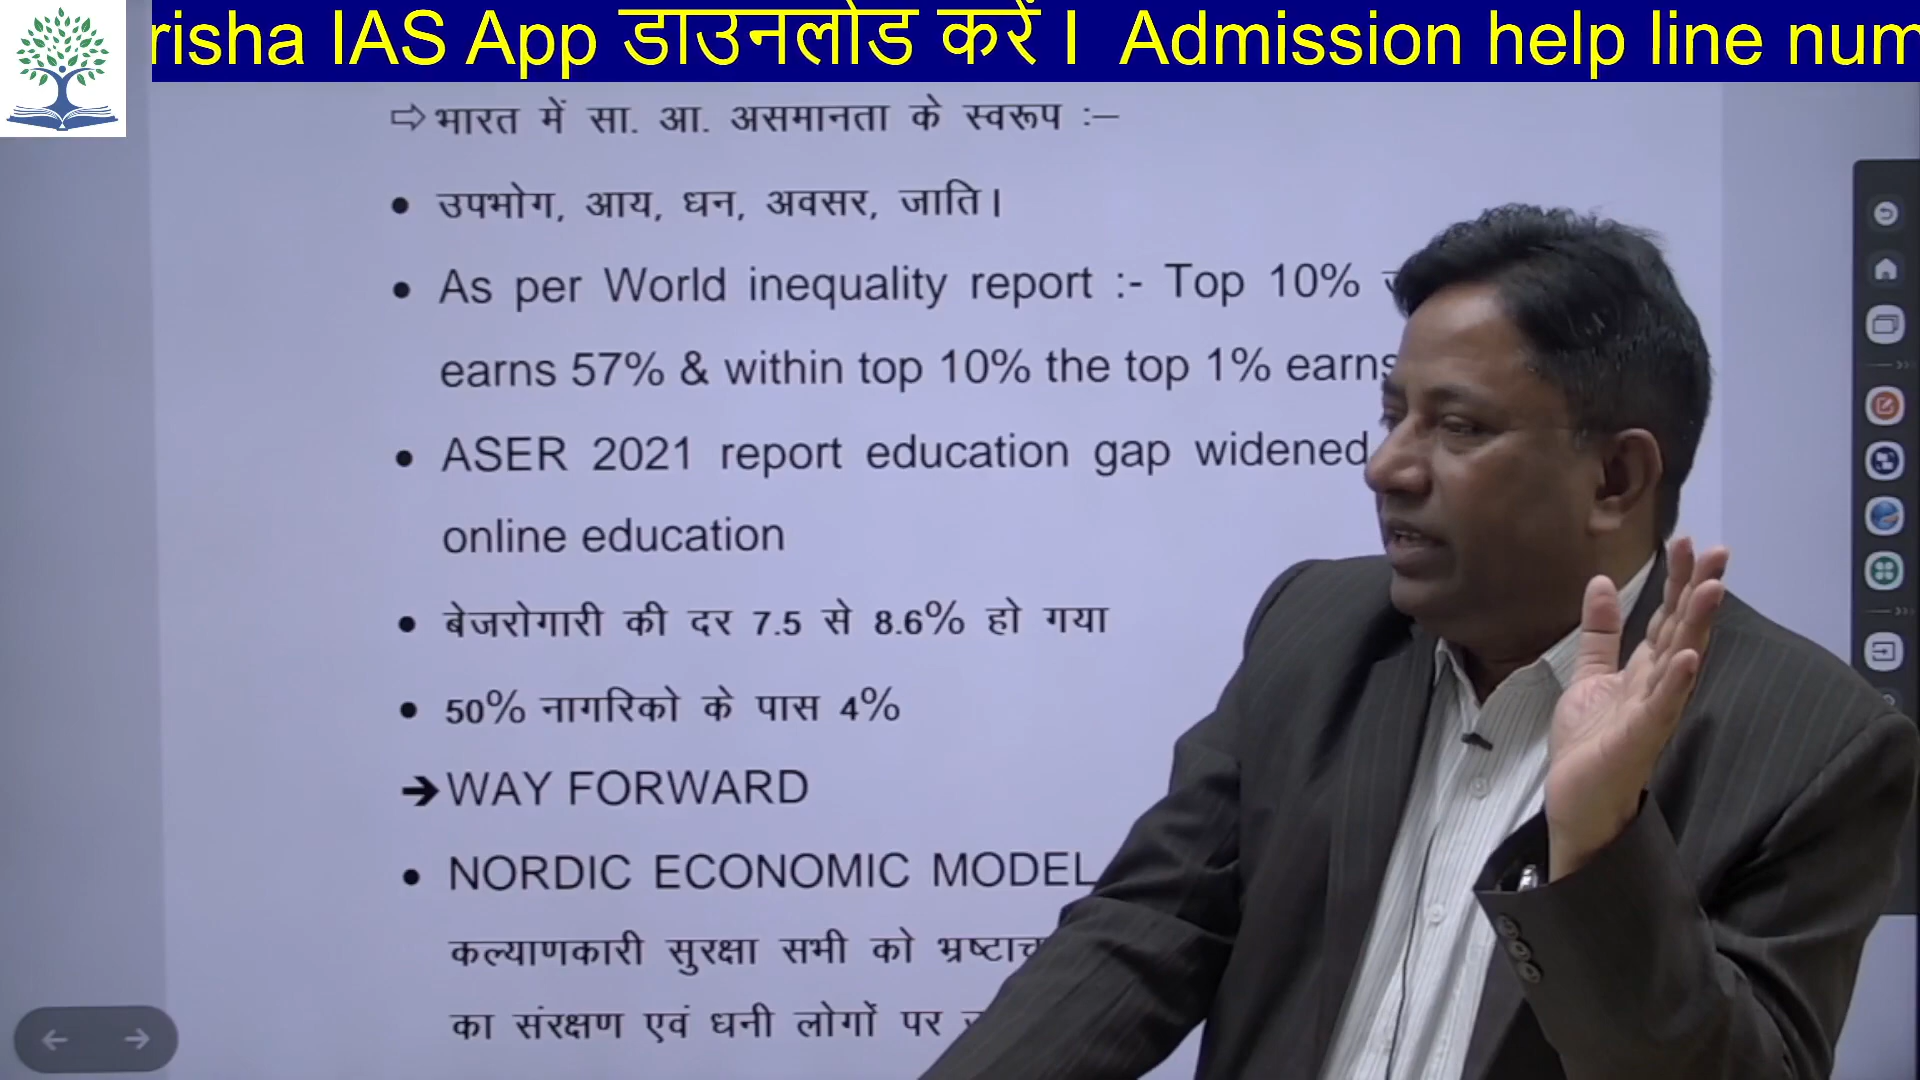 risha IAS App डाउनलोड करें I Admission help line num
⇨ भारत में सा. आ. असमानता के स्वरूप :–
• उपभोग, आय, धन, अवसर, जाति।
• As per World inequality report :- Top 10%
earns 57% & within top 10% the top 1% earns
• ASER 2021 report education gap widened
online education
• बेजरोगारी की दर 7.5 से 8.6% हो गया
• 50% नागरिको के पास 4%
➔ WAY FORWARD
• NORDIC ECONOMIC MODEL
कल्याणकारी सुरक्षा सभी को
का संरक्षण एवं धनी लोगों पर